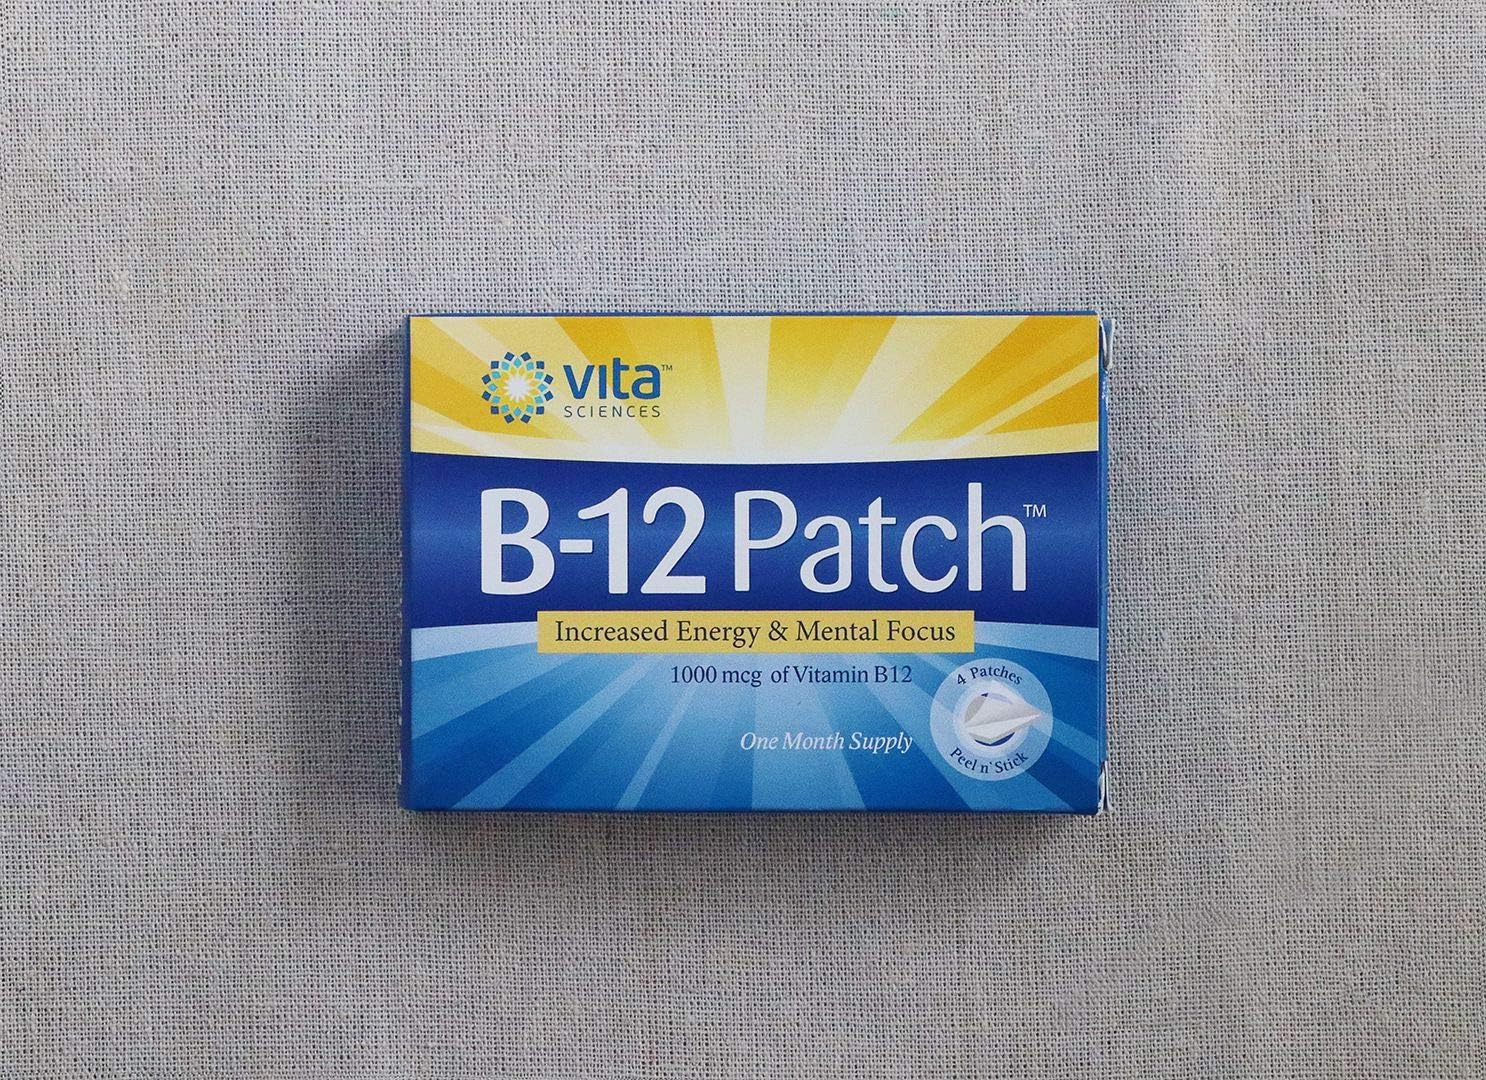 vita™
SCIENCES
B-12 Patch™
Increased Energy & Mental Focus
1000 mcg of Vitamin B12
One Month Supply
4 Patches
Peel n' Stick